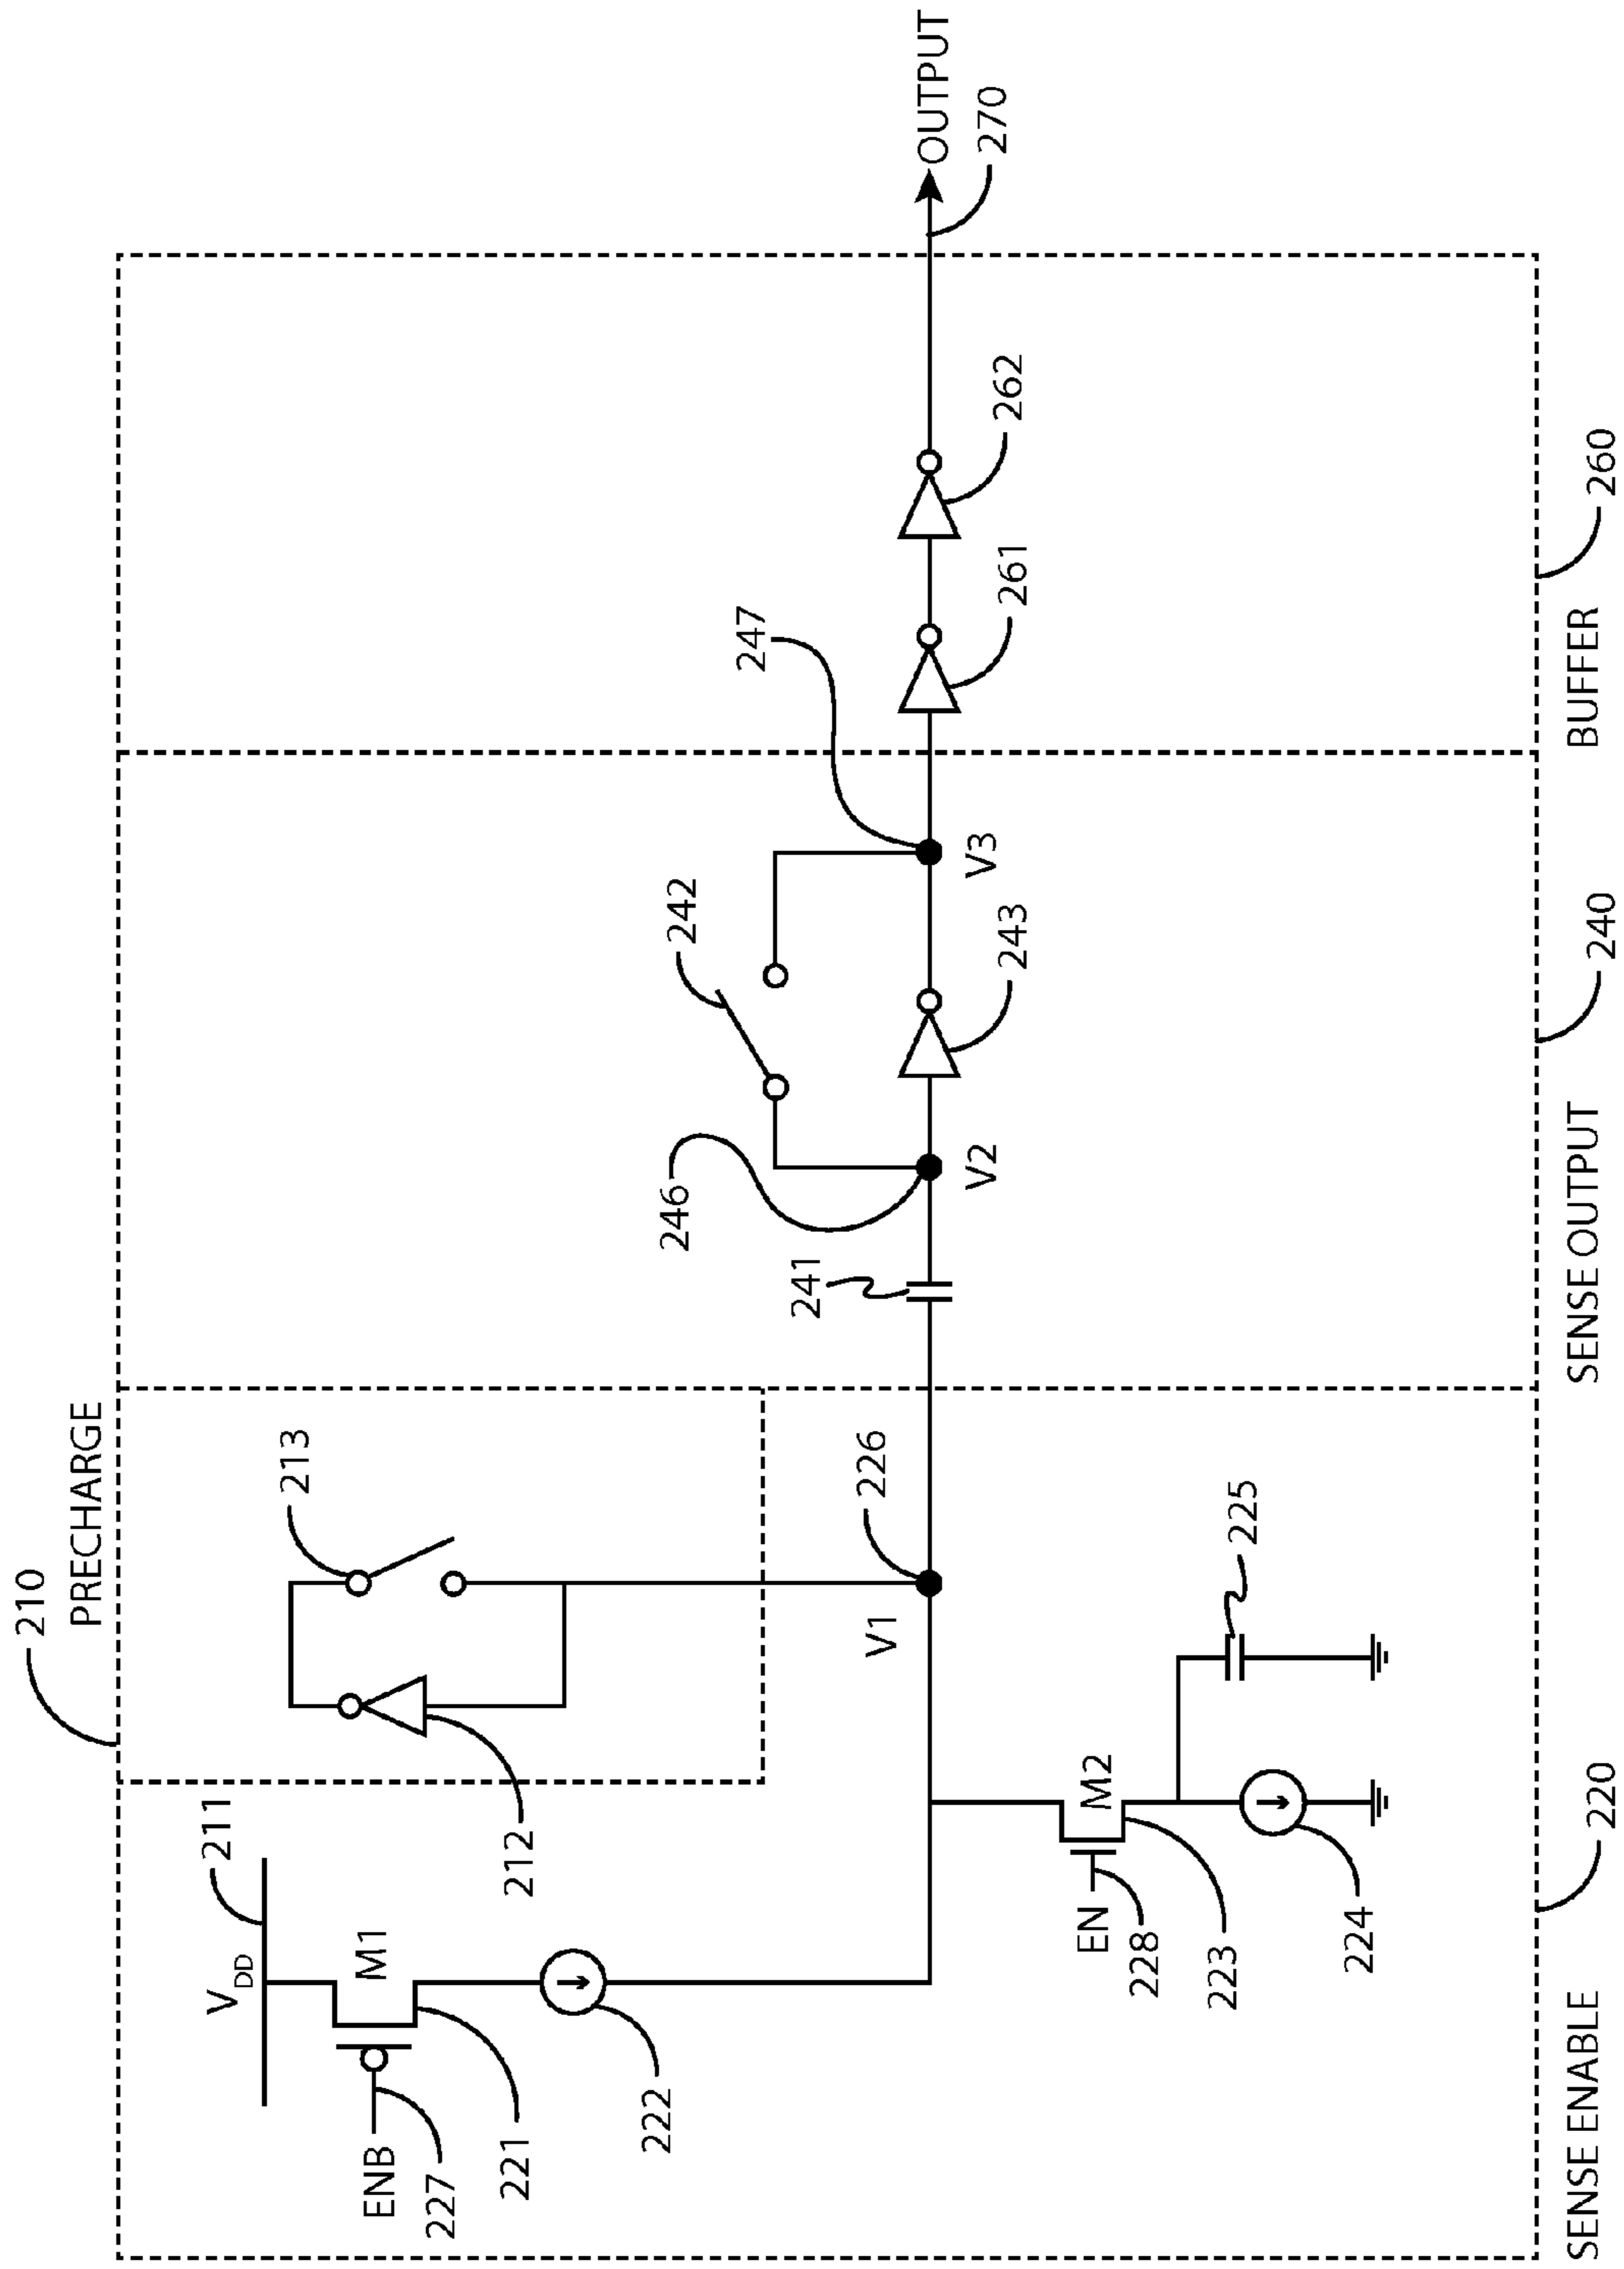 210
PRECHARGE
VDD
211
213
M1
ENB
227
221
212
222
V1
226
EN
228
M2
223
224
225
241
246
242
247
V2
243
V3
261
262
OUTPUT
270
SENSE ENABLE
220
SENSE OUTPUT
240
BUFFER
260